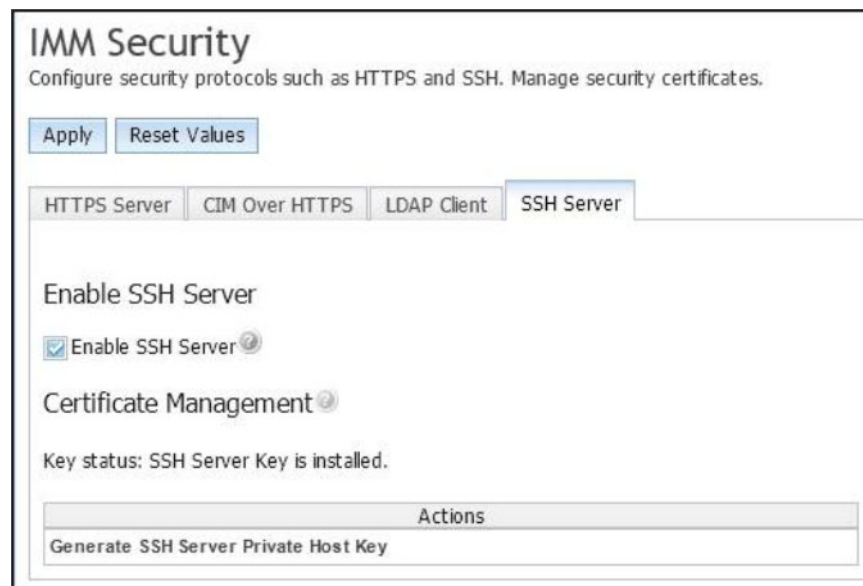 IMM Security
Configure security protocols such as HTTPS and SSH. Manage security certificates.
Apply Reset Values
HTTPS Server CIM Over HTTPS LDAP Client SSH Server
Enable SSH Server
Enable SSH Server
Certificate Management
Key status: SSH Server Key is installed.
Actions
Generate SSH Server Private Host Key